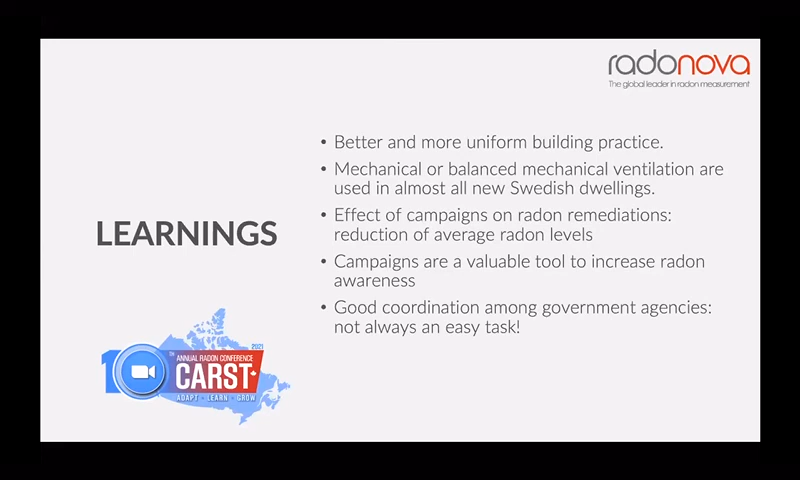 radonova
The global leader in radon measurement
• Better and more uniform building practice.
• Mechanical or balanced mechanical ventilation are
used in almost all new Swedish dwellings.
• Effect of campaigns on radon remediations:
reduction of average radon levels
• Campaigns are a valuable tool to increase radon
awareness
• Good coordination among government agencies:
not always an easy task!
LEARNINGS
10TH
2021
ANNUAL RADON CONFERENCE
CARST
ADAPT • LEARN • GROW